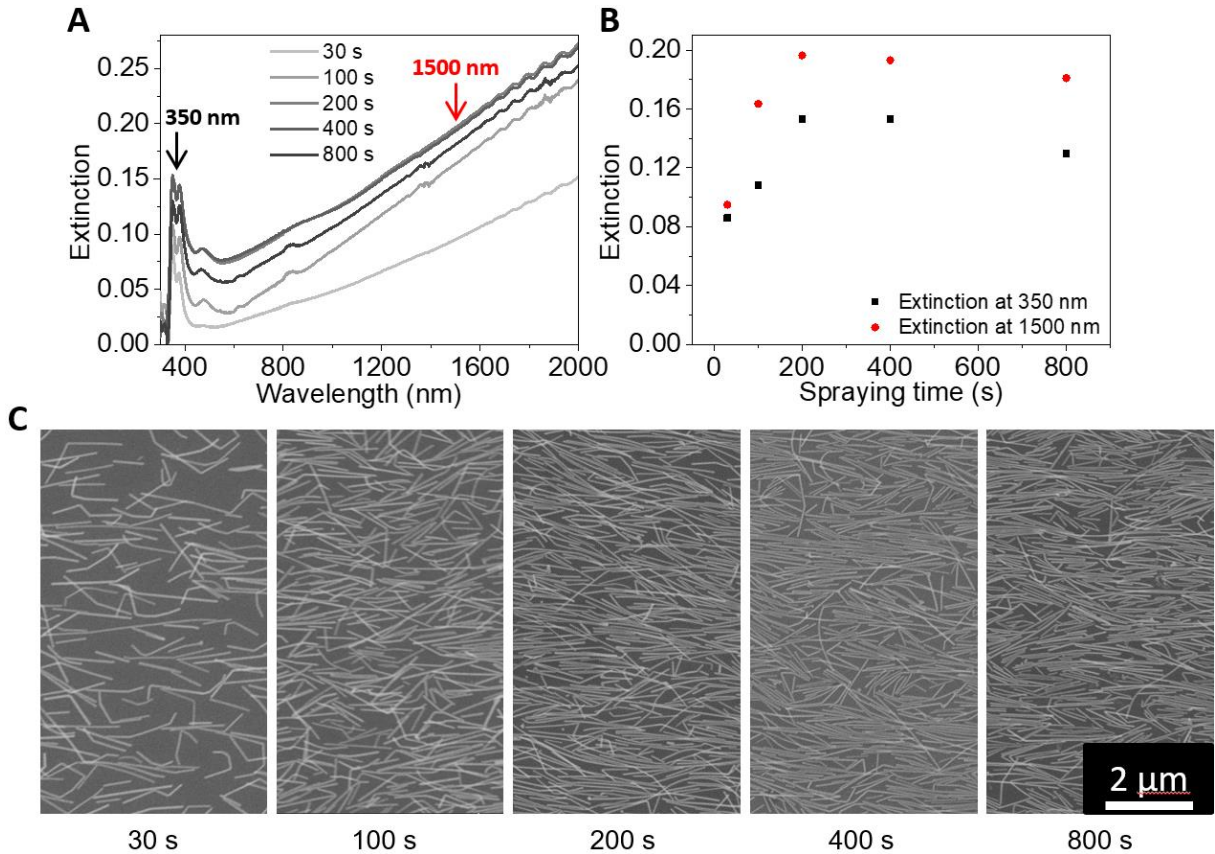 A
0.25
0.20
0.15
0.10
0.05
0.00
Extinction
350 nm
30 s
100 s
200 s
400 s
800 s
1500 nm
400
800
1200
1600
2000
Wavelength (nm)
B
0.20
0.16
0.12
0.08
0.04
0.00
Extinction
Extinction at 350 nm
Extinction at 1500 nm
0
200
400
600
800
Spraying time (s)
C
2 μm
30 s
100 s
200 s
400 s
800 s